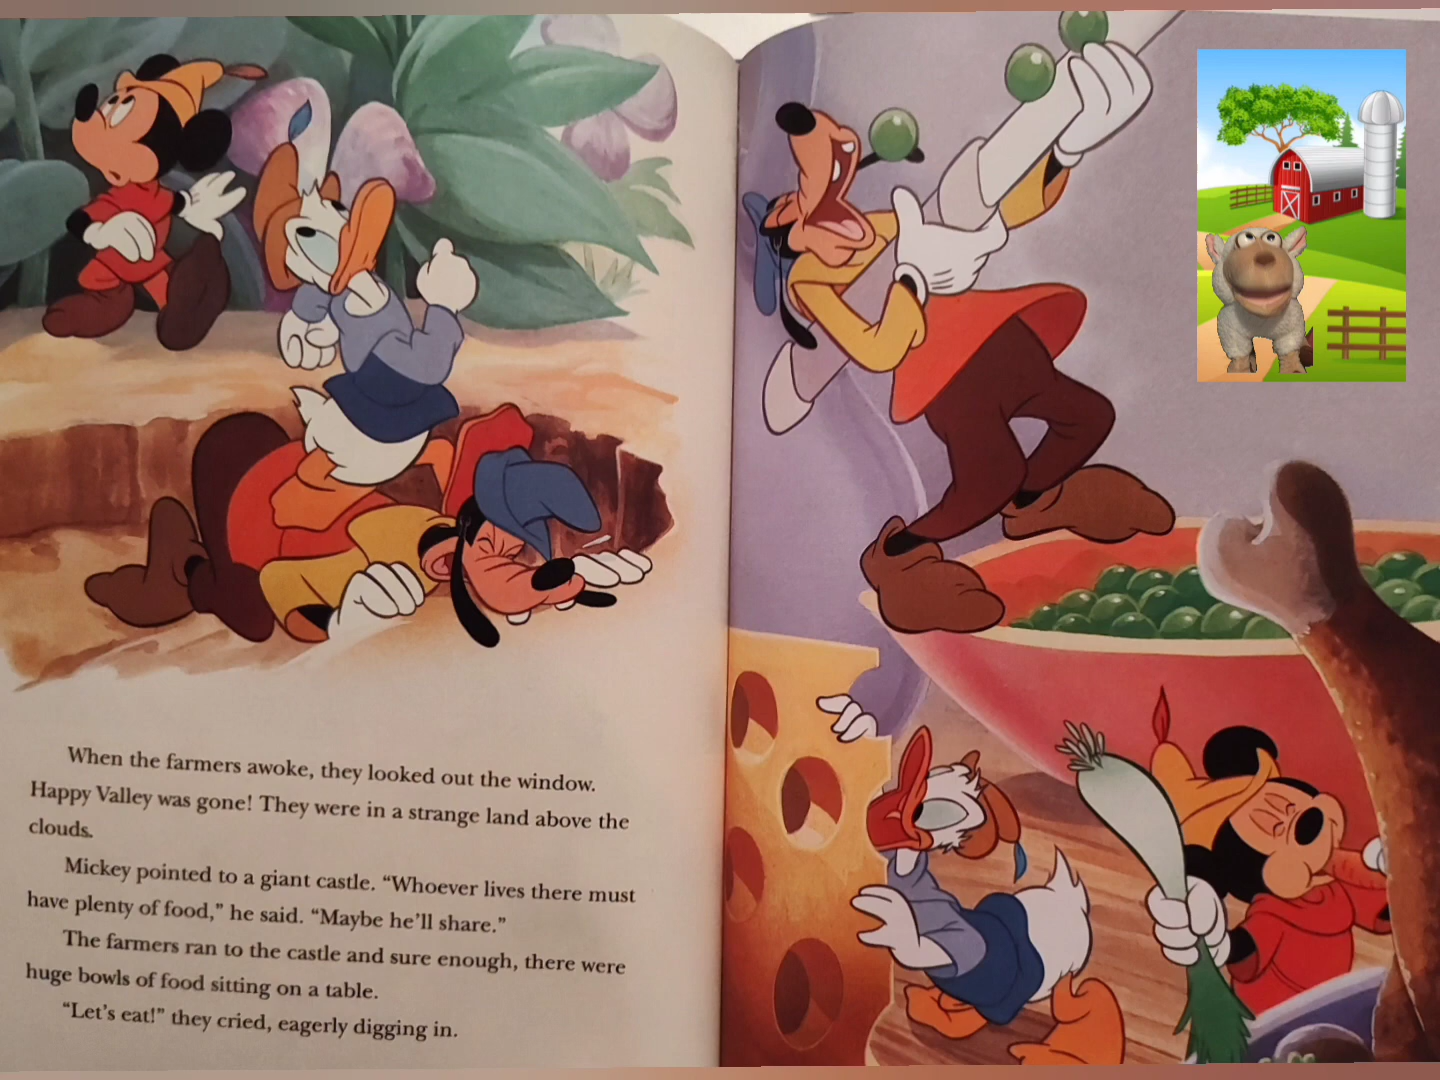 When the farmers awoke, they looked out the window.
Happy Valley was gone! They were in a strange land above the
clouds.
Mickey pointed to a giant castle. “Whoever lives there must
have plenty of food,” he said. “Maybe he’ll share.”
The farmers ran to the castle and sure enough, there were
huge bowls of food sitting on a table.
“Let’s eat!” they cried, eagerly digging in.